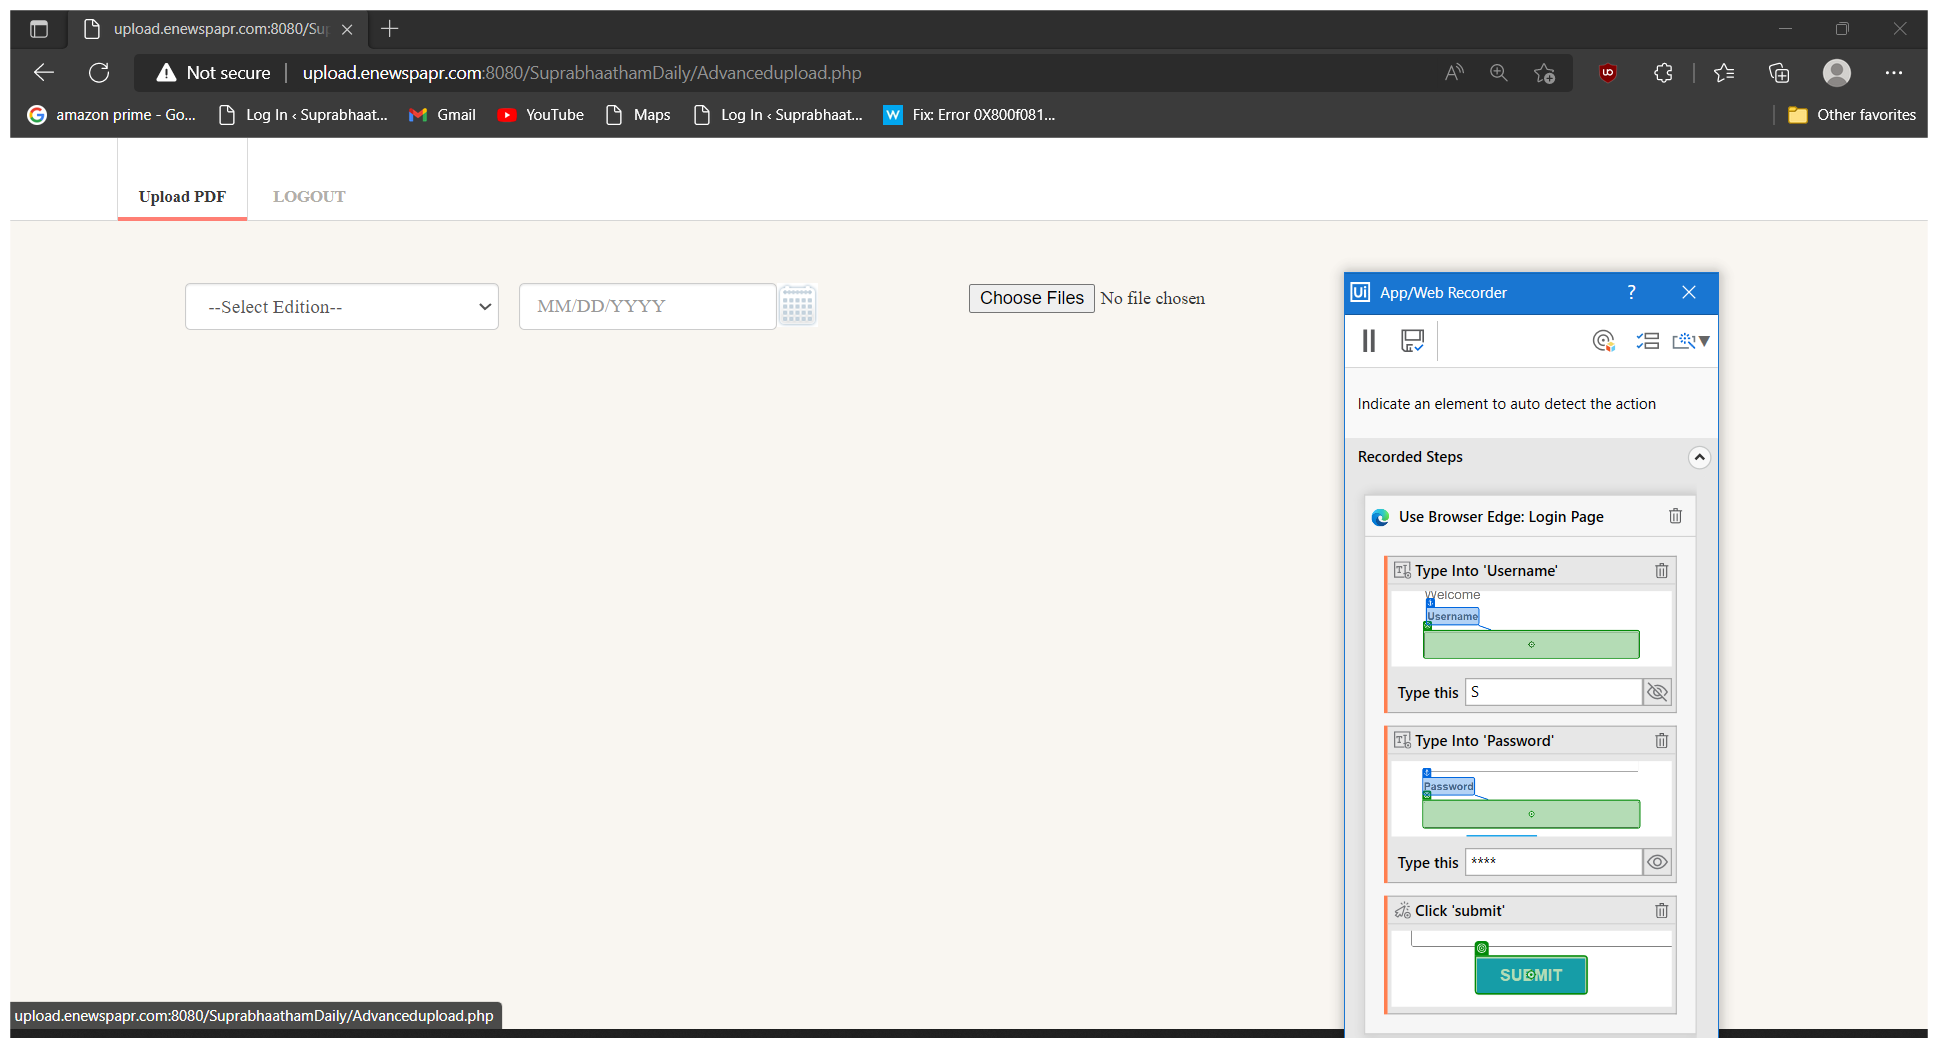 upload.enewspapr.com:8080/Sup
Not secure upload.enewspapr.com:8080/SuprabhaathamDaily/Advancedupload.php
amazon prime - Go... Log In ‹ Suprabhaat... Gmail YouTube Maps Log In ‹ Suprabhaat... W Fix: Error 0X800f081... Other favorites
Upload PDF LOGOUT
--Select Edition-- MM/DD/YYYY Choose Files No file chosen
Ui App/Web Recorder ?
Indicate an element to auto detect the action
Recorded Steps
Use Browser Edge: Login Page
Type Into 'Username'
Welcome
Username
Type this S
Type Into 'Password'
Password
Type this ****
Click 'submit'
SUBMIT
upload.enewspapr.com:8080/SuprabhaathamDaily/Advancedupload.php